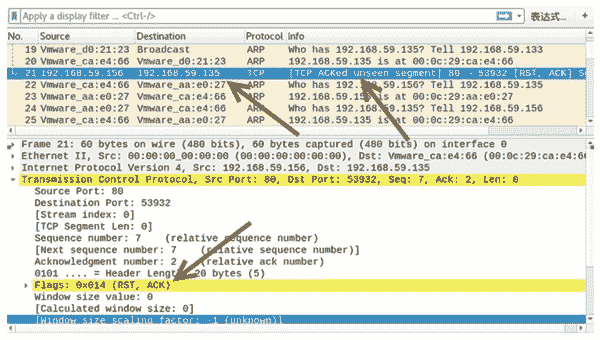 Apply a display filter ... <Ctrl-/>
表达式…
+
No. Source Destination Protocol Info
19 Vmware_d0:21:23 Broadcast ARP Who has 192.168.59.135? Tell 192.168.59.133
20 Vmware_ca:e4:66 Vmware_d0:21:23 ARP 192.168.59.135 is at 00:0c:29:ca:e4:66
21 192.168.59.156 192.168.59.135 TCP [TCP ACKed unseen segment] 80 → 53932 [RST, ACK] S
22 Vmware_ca:e4:66 Vmware_aa:e0:27 ARP Who has 192.168.59.156? Tell 192.168.59.135
23 Vmware_aa:e0:27 Vmware_ca:e4:66 ARP 192.168.59.156 is at 00:0c:29:aa:e0:27
24 Vmware_aa:e0:27 Vmware_ca:e4:66 ARP Who has 192.168.59.135? Tell 192.168.59.156
25 Vmware_ca:e4:66 Vmware_aa:e0:27 ARP 192.168.59.135 is at 00:0c:29:ca:e4:66
Frame 21: 60 bytes on wire (480 bits), 60 bytes captured (480 bits) on interface 0
Ethernet II, Src: 00:00:00_00:00:00 (00:00:00:00:00:00), Dst: Vmware_ca:e4:66 (00:0c:29:ca:e4:6
Internet Protocol Version 4, Src: 192.168.59.156, Dst: 192.168.59.135
Transmission Control Protocol, Src Port: 80, Dst Port: 53932, Seq: 7, Ack: 2, Len: 0
Source Port: 80
Destination Port: 53932
[Stream index: 0]
[TCP Segment Len: 0]
Sequence number: 7 (relative sequence number)
[Next sequence number: 7 (relative sequence number)]
Acknowledgment number: 2 (relative ack number)
0101 .... = Header Length: 20 bytes (5)
Flags: 0x014 (RST, ACK)
Window size value: 0
[Calculated window size: 0]
[Window size scaling factor: -1 (unknown)]